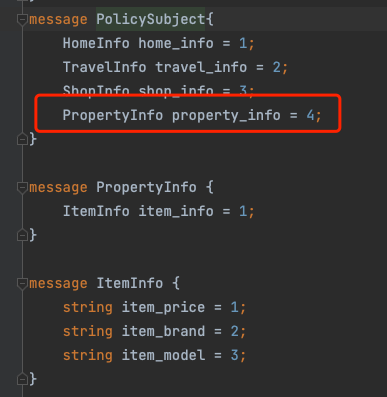 message PolicySubject{
HomeInfo home_info = 1;
TravelInfo travel_info = 2;
ShopInfo shop_info = 3;
PropertyInfo property_info = 4;
}
message PropertyInfo {
ItemInfo item_info = 1;
}
message ItemInfo {
string item_price = 1;
string item_brand = 2;
string item_model = 3;
}